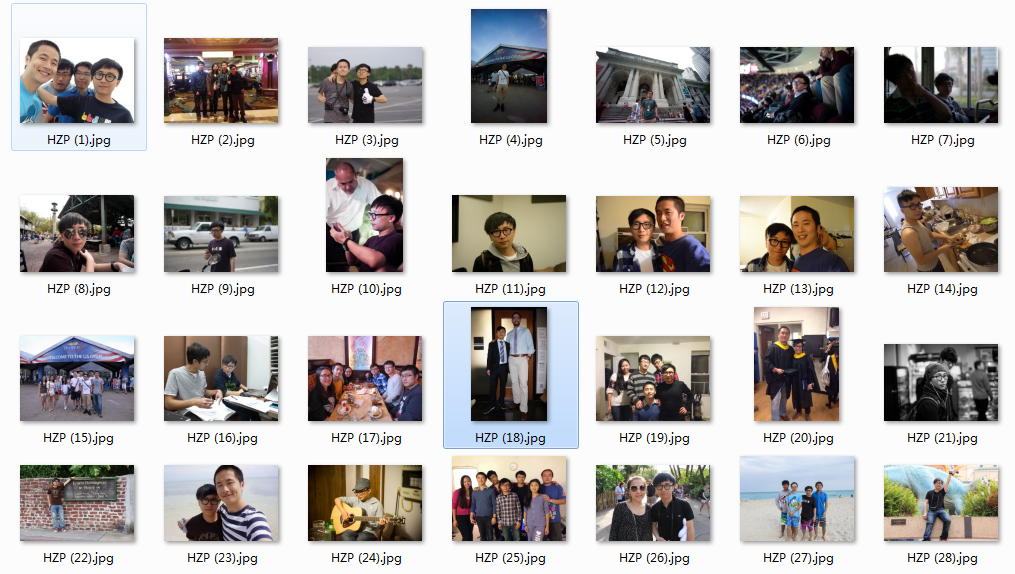 HZP (1).jpg
HZP (2).jpg
HZP (3).jpg
HZP (4).jpg
HZP (5).jpg
HZP (6).jpg
HZP (7).jpg
HZP (8).jpg
HZP (9).jpg
HZP (10).jpg
HZP (11).jpg
HZP (12).jpg
HZP (13).jpg
HZP (14).jpg
WELCOME TO THE US OPEN
HZP (15).jpg
HZP (16).jpg
HZP (17).jpg
HZP (18).jpg
HZP (19).jpg
HZP (20).jpg
HZP (21).jpg
HZP (22).jpg
HZP (23).jpg
HZP (24).jpg
HZP (25).jpg
HZP (26).jpg
HZP (27).jpg
HZP (28).jpg